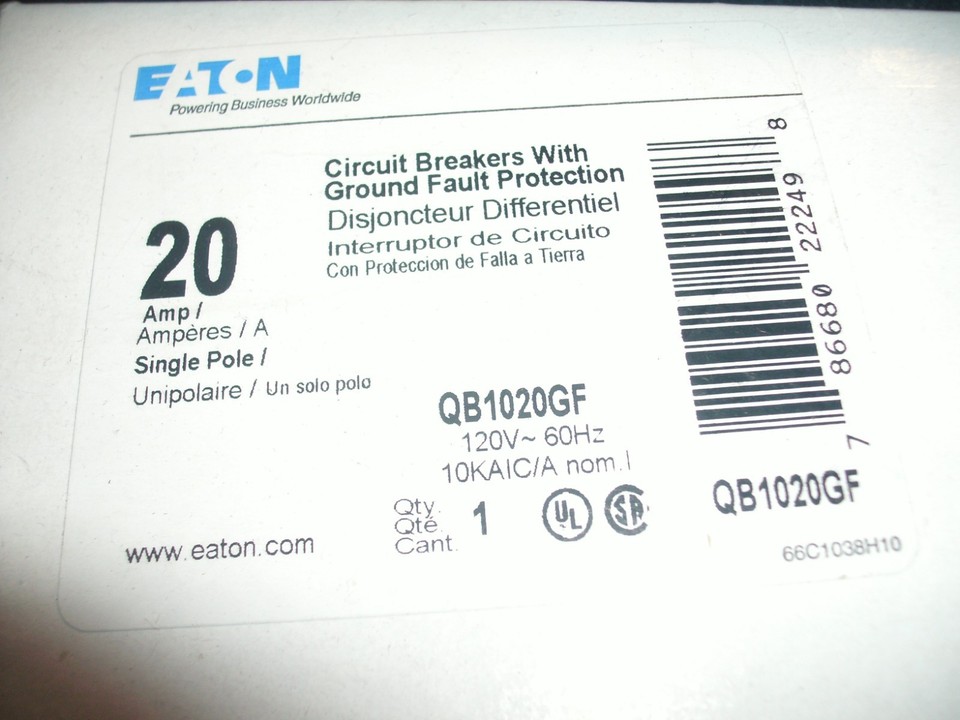 EATON
Powering Business Worldwide
Circuit Breakers With
Ground Fault Protection
Disjoncteur Differentiel
Interruptor de Circuito
Con Proteccion de Falla a Tierra
20
Amp /
Ampères / A
Single Pole /
Unipolaire / Un solo polo
QB1020GF
120V~ 60Hz
10KAIC/A nom.I
Qty.
Qté.
Cant.
1
UL
SA
www.eaton.com
7 86680 22249 8
QB1020GF
66C1038H10